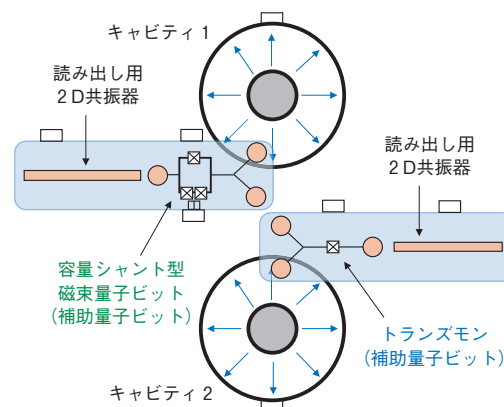 キャビティ1
読み出し用
2D共振器
読み出し用
2D共振器
容量シャント型
磁束量子ビット
(補助量子ビット)
トランズモン
(補助量子ビット)
キャビティ2